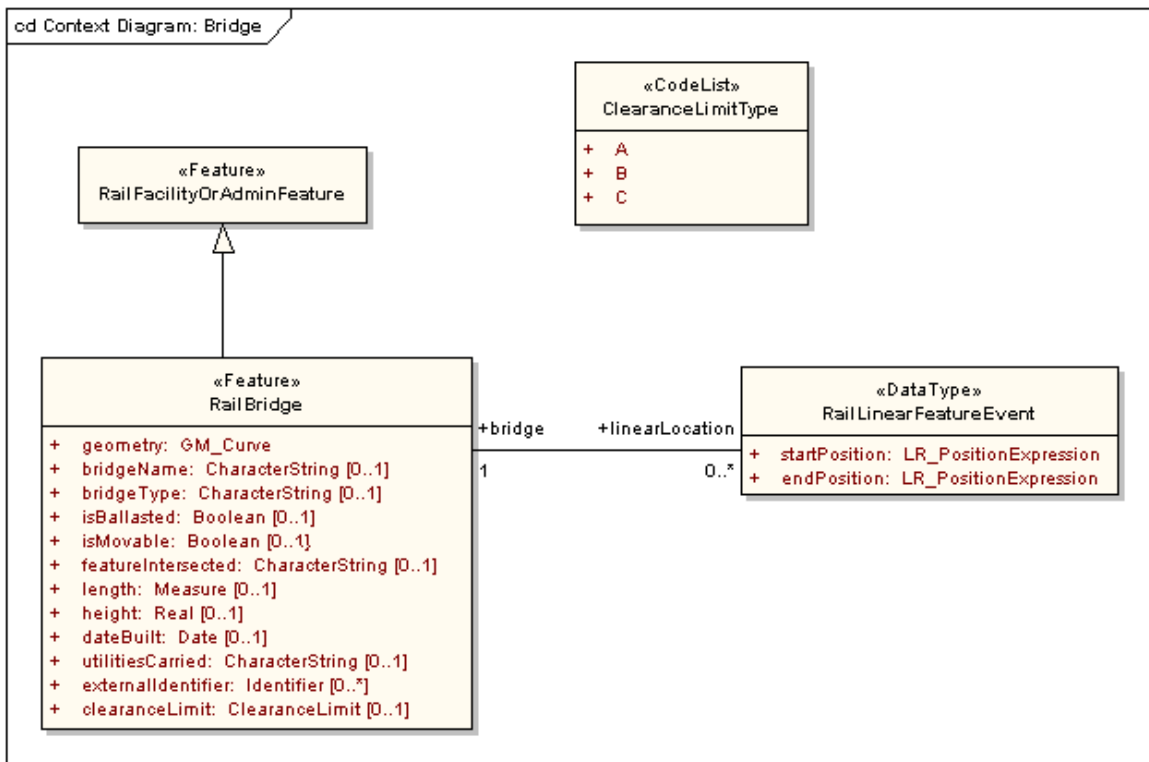 cd Context Diagram: Bridge
«CodeList»
ClearanceLimitType
+ A
+ B
+ C
«Feature»
RailFacilityOrAdminFeature
«Feature»
RailBridge
+ geometry: GM_Curve
+ bridgeName: CharacterString [0..1]
+ bridgeType: CharacterString [0..1]
+ isBallasted: Boolean [0..1]
+ isMovable: Boolean [0..1}
+ featureIntersected: CharacterString [0..1]
+ length: Measure [0..1]
+ height: Real [0..1]
+ dateBuilt: Date [0..1]
+ utilitiesCarried: CharacterString [0..1]
+ externalIdentifier: Identifier [0..*]
+ clearanceLimit: ClearanceLimit [0..1]
+bridge
1
+linearLocation
0..*
«DataType»
RailLinearFeatureEvent
+ startPosition: LR_PositionExpression
+ endPosition: LR_PositionExpression